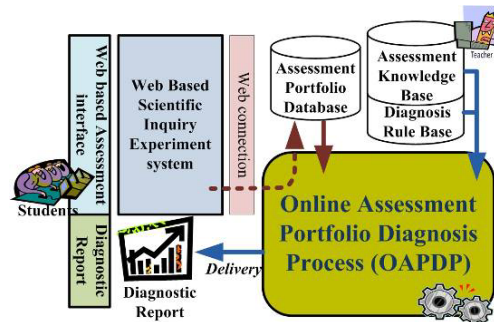 Web based Assessment
interface
Web Based
Scientific
Inquiry
Experiment
system
Web connection
Assessment
Portfolio
Database
Assessment
Knowledge
Base
Diagnosis
Rule Base
Teacher
Students
Diagnostic
Report
Diagnostic
Report
Delivery
Online Assessment
Portfolio Diagnosis
Process (OAPDP)